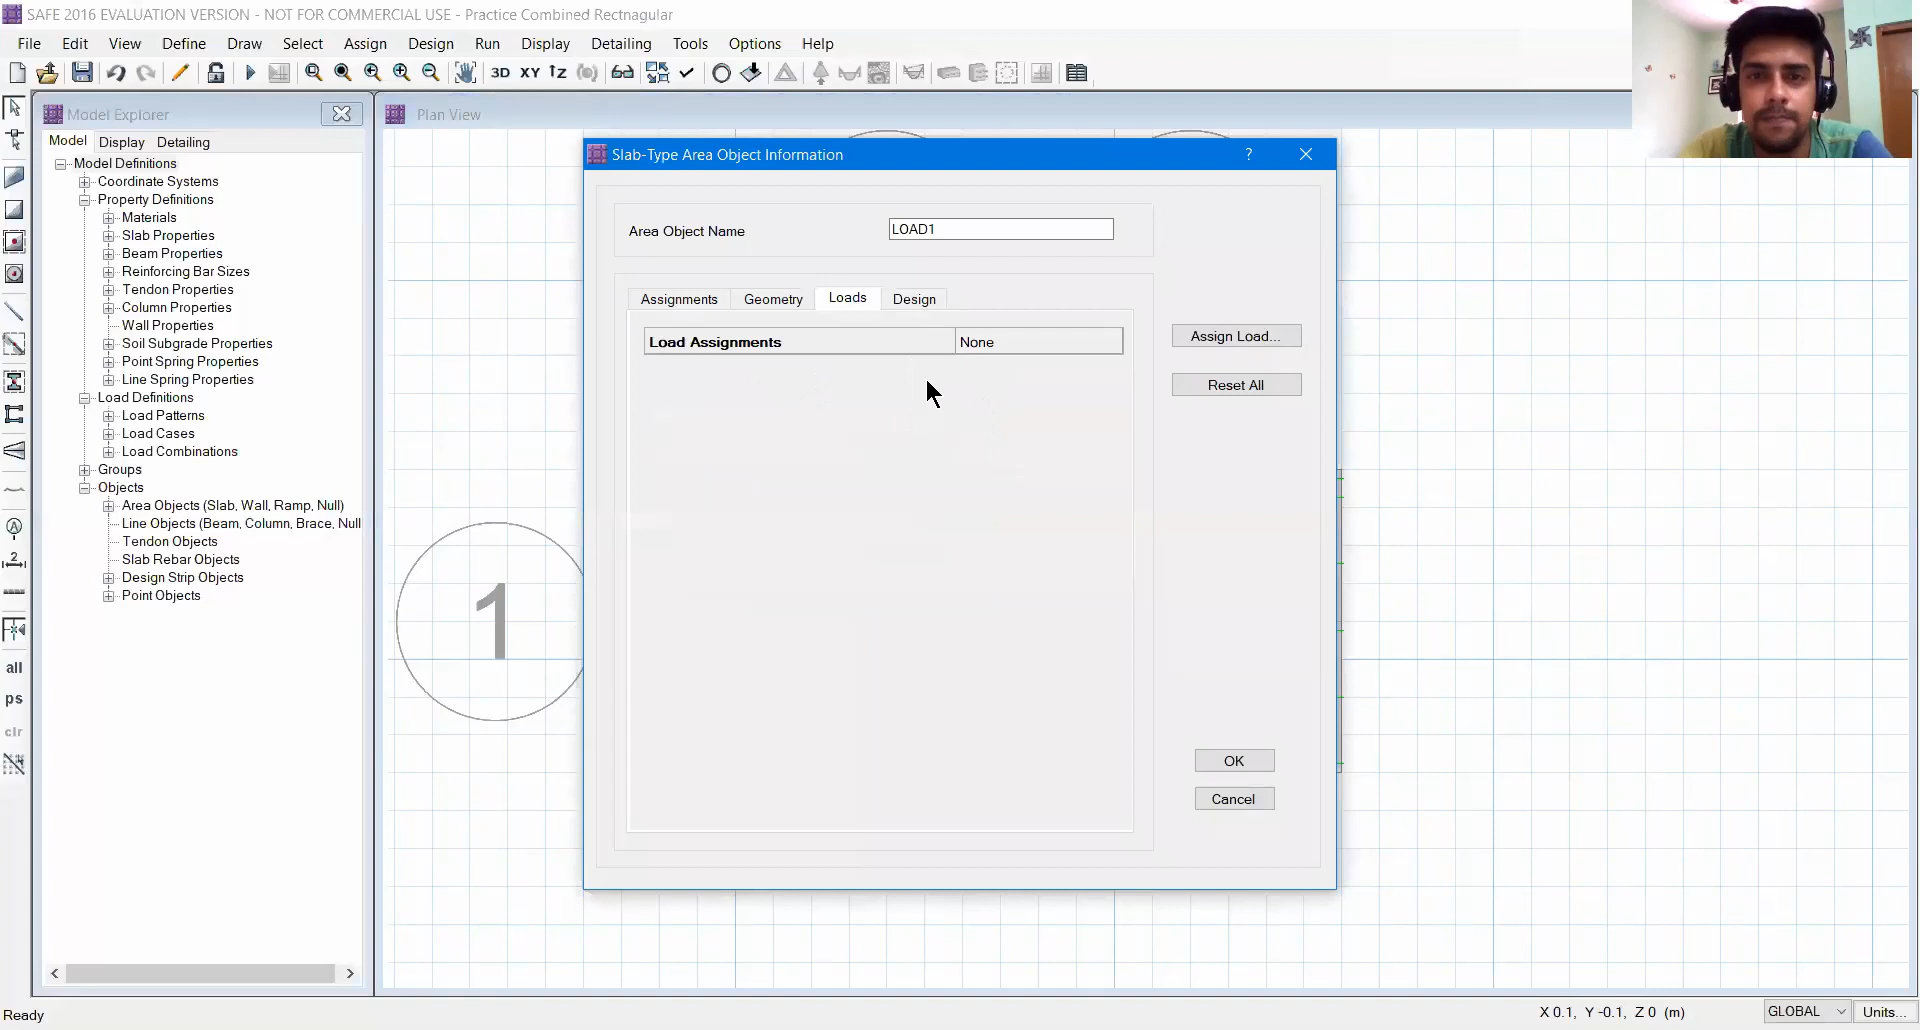 SAFE 2016 EVALUATION VERSION - NOT FOR COMMERCIAL USE - Practice Combined Rectnagular
File Edit View Define Draw Select Assign Design Run Display Detailing Tools Options Help
3D XY
Model Explorer
Plan View
Model Display Detailing
Model Definitions
Coordinate Systems
Property Definitions
Materials
Slab Properties
Beam Properties
Reinforcing Bar Sizes
Tendon Properties
Column Properties
Wall Properties
Soil Subgrade Properties
Point Spring Properties
Line Spring Properties
Load Definitions
Load Patterns
Load Cases
Load Combinations
Groups
Objects
Area Objects (Slab, Wall, Ramp, Null)
Line Objects (Beam, Column, Brace, Null
Tendon Objects
Slab Rebar Objects
Design Strip Objects
Point Objects
all
ps
clr
1
Slab-Type Area Object Information
?
Area Object Name LOAD1
Assignments Geometry Loads Design
Load Assignments None
Assign Load...
Reset All
OK
Cancel
Ready
X 0.1, Y -0.1, Z 0 (m)
GLOBAL
Units...